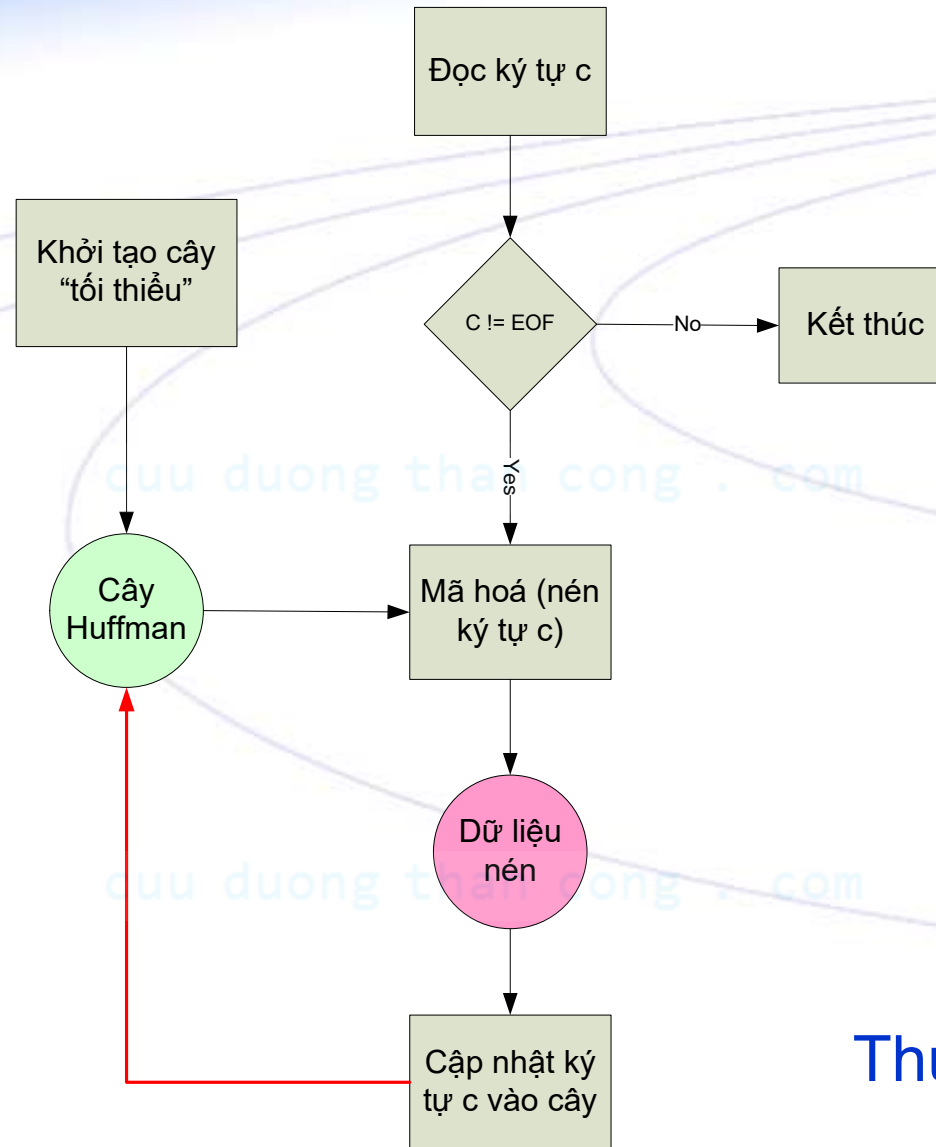 Đọc ký tự c
Khởi tạo cây
“tối thiểu”
C != EOF
No
Kết thúc
Yes
cuu duong than cong . com
Cây
Huffman
Mã hoá (nén
ký tự c)
Dữ liệu
nén
cuu duong than cong . com
Cập nhật ký
tự c vào cây